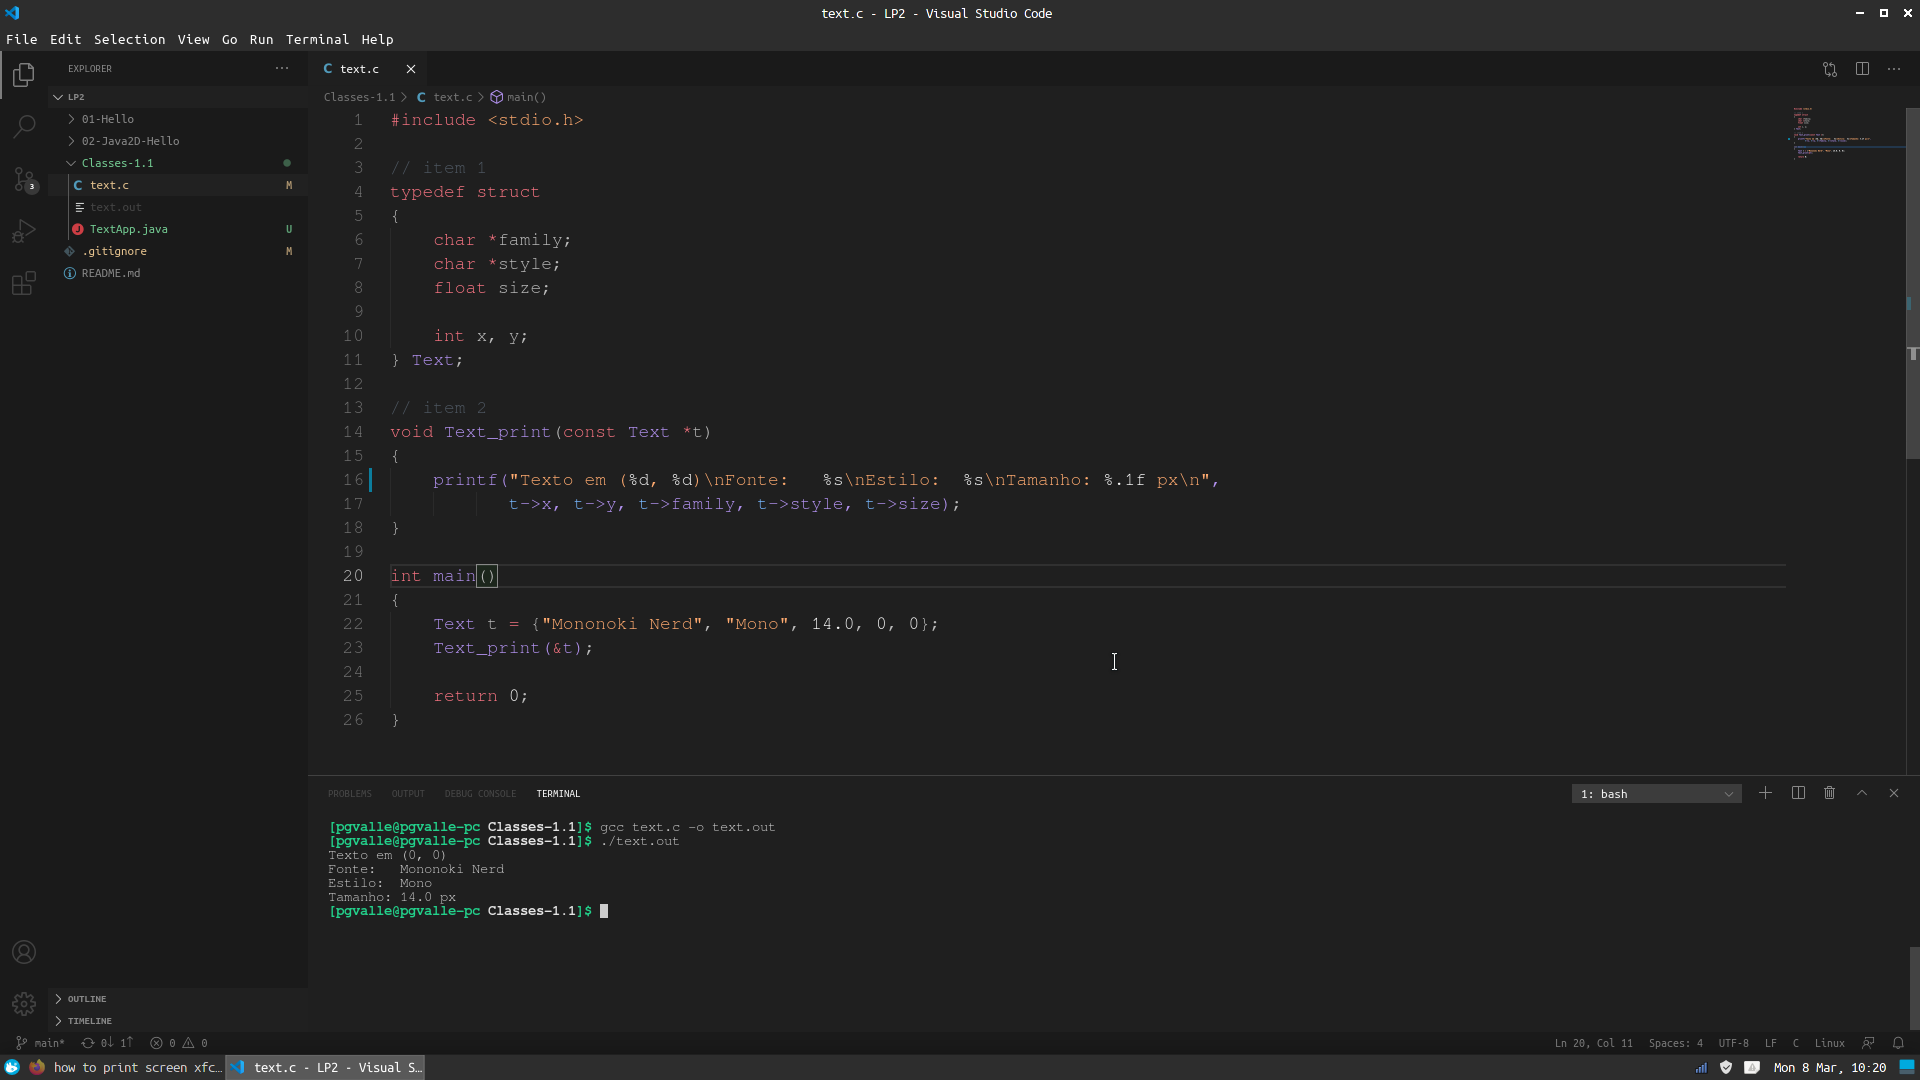 text.c - LP2 - Visual Studio Code
File Edit Selection View Go Run Terminal Help
EXPLORER
LP2
01-Hello
02-Java2D-Hello
Classes-1.1
text.c M
text.out
TextApp.java U
.gitignore M
README.md
3
OUTLINE
TIMELINE
text.c
Classes-1.1 > text.c > main()
1 #include <stdio.h>
2
3 // item 1
4 typedef struct
5 {
6     char *family;
7     char *style;
8     float size;
9
10     int x, y;
11 } Text;
12
13 // item 2
14 void Text_print(const Text *t)
15 {
16     printf("Texto em (%d, %d)\nFonte:   %s\nEstilo:  %s\nTamanho: %.1f px\n",
17            t->x, t->y, t->family, t->style, t->size);
18 }
19
20 int main()
21 {
22     Text t = {"Mononoki Nerd", "Mono", 14.0, 0, 0};
23     Text_print(&t);
24
25     return 0;
26 }
PROBLEMS OUTPUT DEBUG CONSOLE TERMINAL
1: bash
[pgvalle@pgvalle-pc Classes-1.1]$ gcc text.c -o text.out
[pgvalle@pgvalle-pc Classes-1.1]$ ./text.out
Texto em (0, 0)
Fonte:   Mononoki Nerd
Estilo:  Mono
Tamanho: 14.0 px
[pgvalle@pgvalle-pc Classes-1.1]$
main* 0↓ 1↑ 0 0
Ln 20, Col 11 Spaces: 4 UTF-8 LF C Linux
how to print screen xfc... text.c - LP2 - Visual S... Mon 8 Mar, 10:20